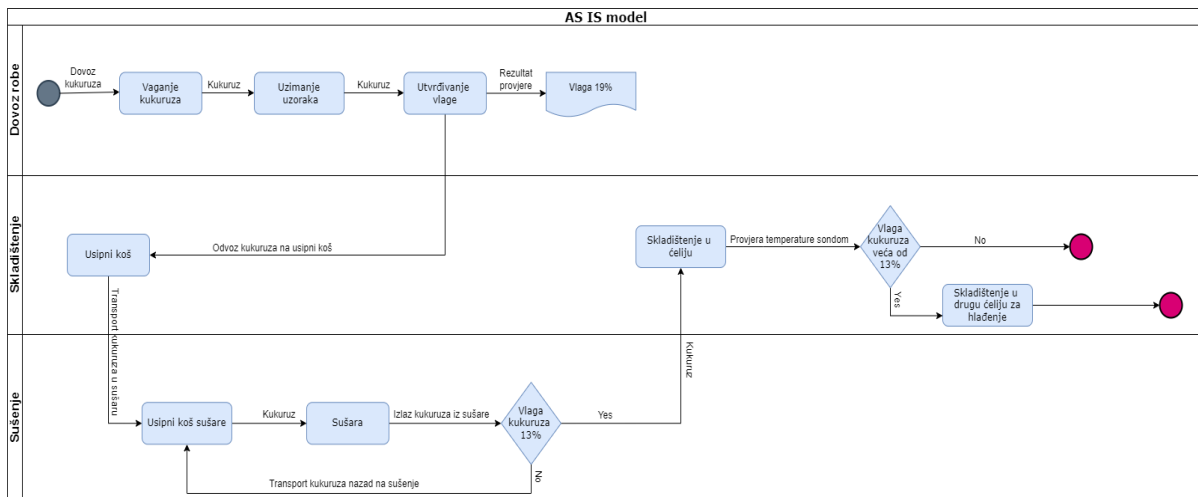 AS IS model
Dovoz robe
Dovoz
kukuruza
Vaganje
kukuruza
Kukuruz
Uzimanje
uzoraka
Kukuruz
Utvrđivanje
vlage
Rezultat
provjere
Vlaga 19%
Skladištenje
Usipni koš
Odvoz kukuruza na usipni koš
Skladištenje u
ćeliju
Provjera temperature sondom
Vlaga
kukuruza
veća od
13%
No
Yes
Skladištenje u
drugu ćeliju za
hlađenje
Transport kukuruza u sušaru
Kukuruz
Sušenje
Usipni koš sušare
Kukuruz
Sušara
Izlaz kukuruza iz sušare
Vlaga
kukuruza
13%
Yes
No
Transport kukuruza nazad na sušenje